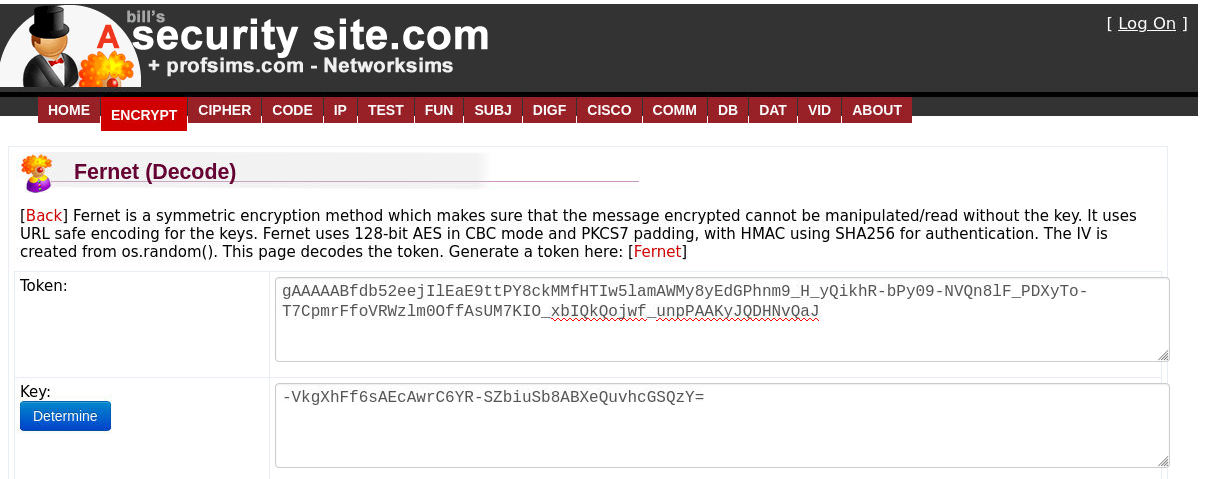 bill's
A security site.com
+ profsims.com - Networksims
[ Log On ]
HOME ENCRYPT CIPHER CODE IP TEST FUN SUBJ DIGF CISCO COMM DB DAT VID ABOUT
Fernet (Decode)
[Back] Fernet is a symmetric encryption method which makes sure that the message encrypted cannot be manipulated/read without the key. It uses
URL safe encoding for the keys. Fernet uses 128-bit AES in CBC mode and PKCS7 padding, with HMAC using SHA256 for authentication. The IV is
created from os.random(). This page decodes the token. Generate a token here: [Fernet]
Token:
gAAAAABfdb52eejIlEaE9ttPY8ckMMfHTIw5lamAWMy8yEdGPhnm9_H_yQikhR-bPy09-NVQn8lF_PDXyTo-
T7CpmrFfoVRWzlm0OffAsUM7KIO_xbIQkQojwf_unpPAAKyJQDHNvQaJ
Key:
-VkgXhFf6sAEcAwrC6YR-SZbiuSb8ABXeQuvhcGSQzY=
Determine